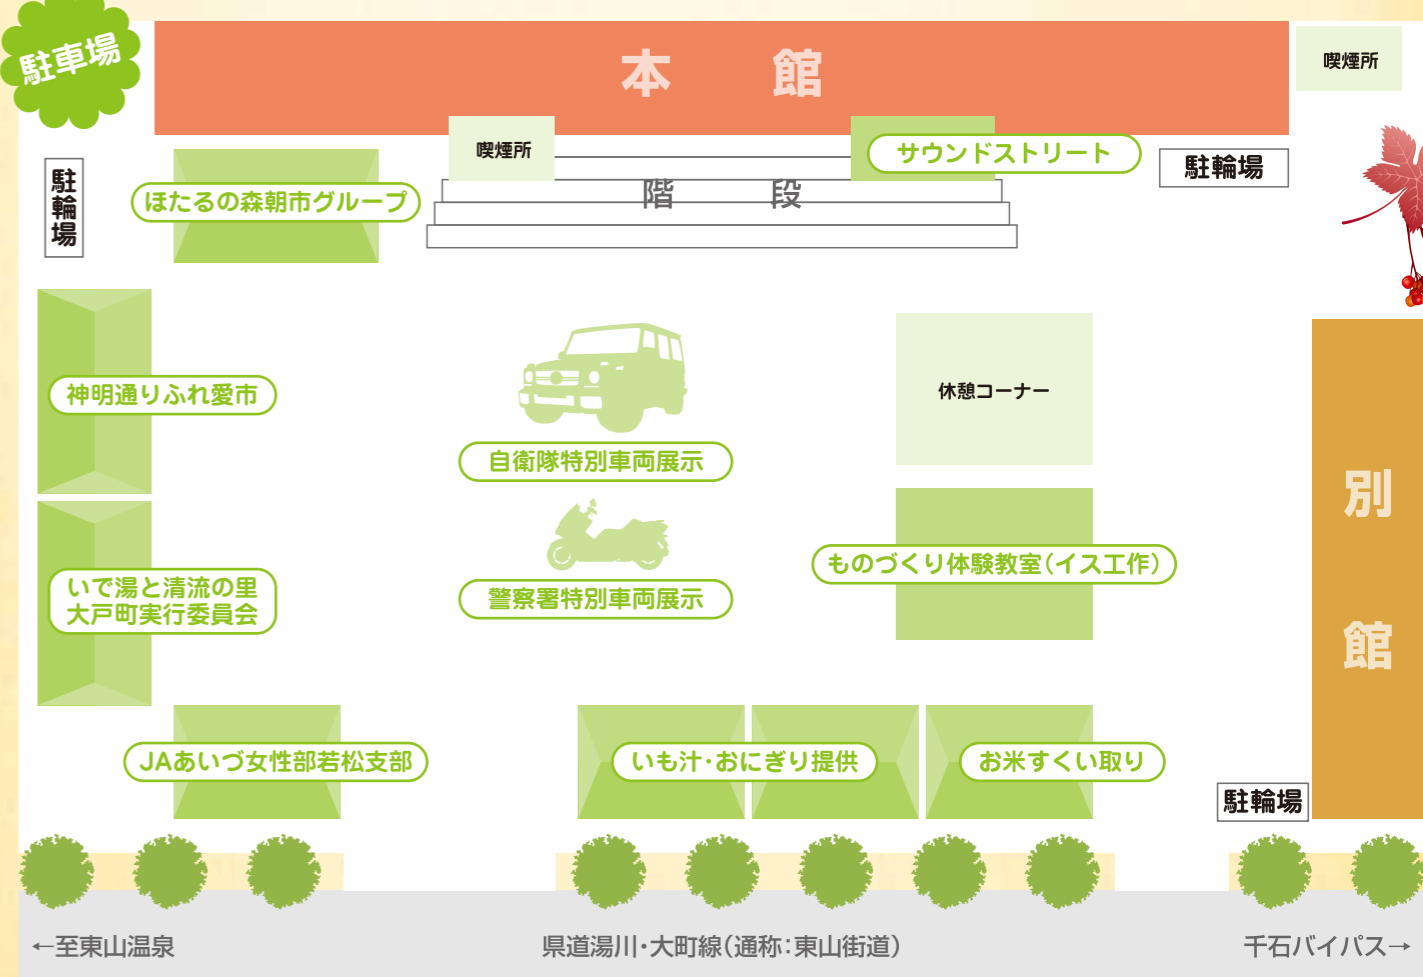 駐車場
本館
喫煙所
喫煙所
サウンドストリート
駐輪場
駐輪場
ほたるの森朝市グループ
階段
神明通りふれ愛市
自衛隊特別車両展示
休憩コーナー
別館
警察署特別車両展示
ものづくり体験教室（イス工作）
いで湯と清流の里
大戸町実行委員会
JAあいづ女性部若松支部
いも汁・おにぎり提供
お米すくい取り
駐輪場
←至東山温泉
県道湯川・大町線（通称：東山街道）
千石バイパス→